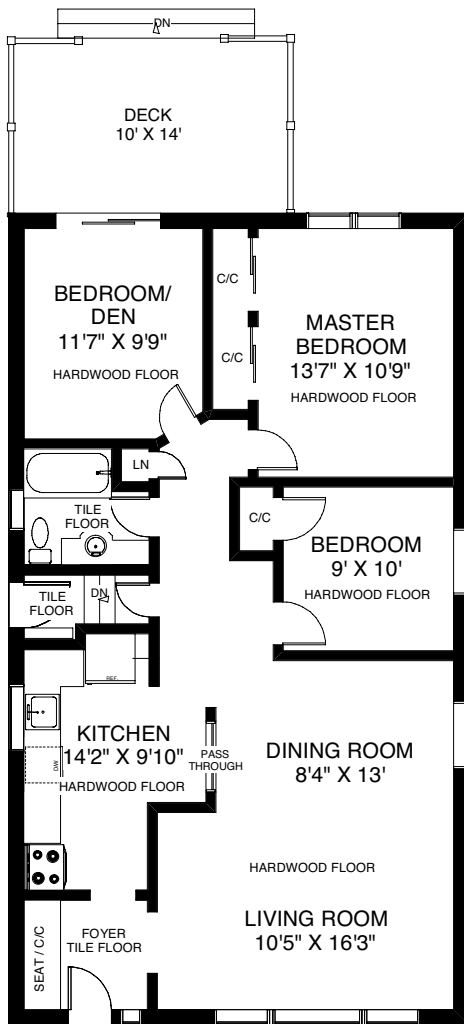 DN
DECK
10' X 14'
C/C
BEDROOM/
DEN
11'7" X 9'9"
HARDWOOD FLOOR
MASTER
BEDROOM
13'7" X 10'9"
HARDWOOD FLOOR
C/C
LN
TILE
FLOOR
C/C
BEDROOM
9' X 10'
HARDWOOD FLOOR
DN
TILE
FLOOR
REF.
KITCHEN
14'2" X 9'10"
HARDWOOD FLOOR
DW
PASS
THROUGH
DINING ROOM
8'4" X 13'
HARDWOOD FLOOR
LIVING ROOM
10'5" X 16'3"
FOYER
TILE FLOOR
SEAT / C/C